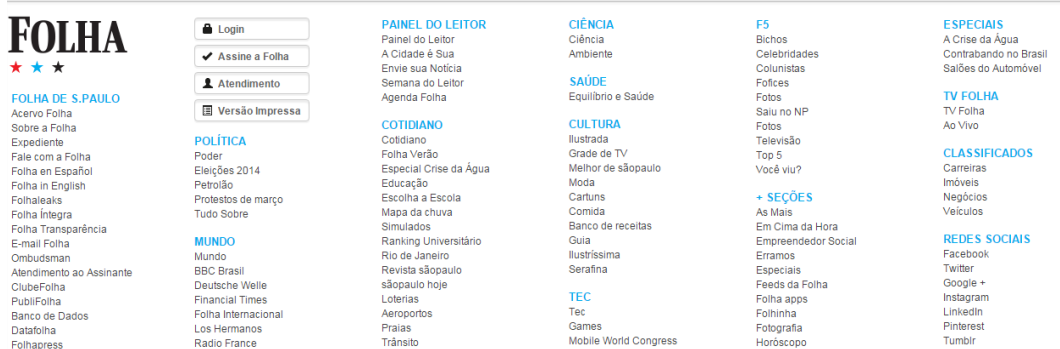 FOLHA
FOLHA DE S.PAULO
Acervo Folha
Sobre a Folha
Expediente
Fale com a Folha
Folha en Español
Folha in English
Folhaleaks
Folha Íntegra
Folha Transparência
E-mail Folha
Ombudsman
Atendimento ao Assinante
ClubeFolha
PubliFolha
Banco de Dados
Datafolha
Folhapress
Login
Assine a Folha
Atendimento
Versão Impressa
POLÍTICA
Poder
Eleições 2014
Petrolão
Protestos de março
Tudo Sobre
MUNDO
Mundo
BBC Brasil
Deutsche Welle
Financial Times
Folha Internacional
Los Hermanos
Radio France
PAINEL DO LEITOR
Painel do Leitor
A Cidade é Sua
Envie sua Notícia
Semana do Leitor
Agenda Folha
COTIDIANO
Cotidiano
Folha Verão
Especial Crise da Água
Educação
Escolha a Escola
Mapa da chuva
Simulados
Ranking Universitário
Rio de Janeiro
Revista sãopaulo
sãopaulo hoje
Loterias
Aeroportos
Praias
Trânsito
CIÊNCIA
Ciência
Ambiente
SAÚDE
Equilíbrio e Saúde
CULTURA
Ilustrada
Grade de TV
Melhor de sãopaulo
Moda
Cartuns
Comida
Banco de receitas
Guia
Ilustríssima
Serafina
TEC
Tec
Games
Mobile World Congress
F5
Bichos
Celebridades
Colunistas
Fofices
Fotos
Saiu no NP
Fotos
Televisão
Top 5
Você viu?
+ SEÇÕES
As Mais
Em Cima da Hora
Empreendedor Social
Erramos
Especiais
Feeds da Folha
Folha apps
Folhinha
Fotografia
Horóscopo
ESPECIAIS
A Crise da Água
Contrabando no Brasil
Salões do Automóvel
TV FOLHA
TV Folha
Ao Vivo
CLASSIFICADOS
Carreiras
Imóveis
Negócios
Veículos
REDES SOCIAIS
Facebook
Twitter
Google +
Instagram
LinkedIn
Pinterest
Tumblr